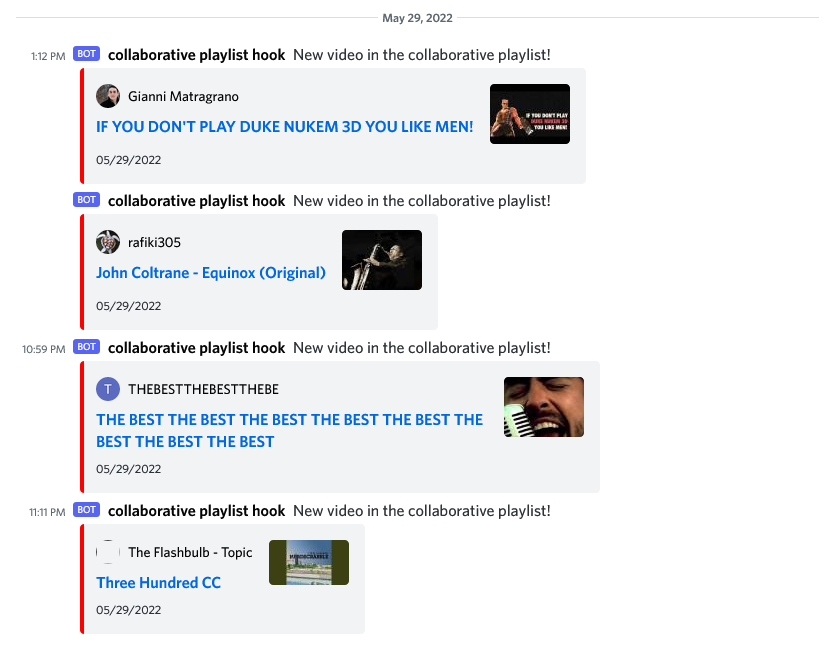 May 29, 2022
1:12 PM BOT collaborative playlist hook New video in the collaborative playlist!
Gianni Matragrano
IF YOU DON'T PLAY DUKE NUKEM 3D YOU LIKE MEN!
IF YOU DON'T PLAY
DUKE NUKEM 3D
YOU LIKE MEN!
05/29/2022
BOT collaborative playlist hook New video in the collaborative playlist!
rafiki305
John Coltrane - Equinox (Original)
05/29/2022
10:59 PM BOT collaborative playlist hook New video in the collaborative playlist!
T THEBESTTHEBESTTHEBE
THE BEST THE BEST THE BEST THE BEST THE BEST THE
BEST THE BEST THE BEST
05/29/2022
11:11 PM BOT collaborative playlist hook New video in the collaborative playlist!
The Flashbulb - Topic
Three Hundred CC
05/29/2022